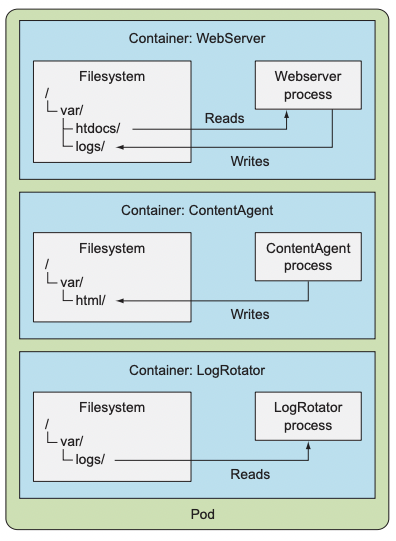 Container: WebServer
Filesystem
/
var/
htdocs/
logs/
Webserver
process
Reads
Writes
Container: ContentAgent
Filesystem
/
var/
html/
ContentAgent
process
Writes
Container: LogRotator
Filesystem
/
var/
logs/
LogRotator
process
Reads
Pod